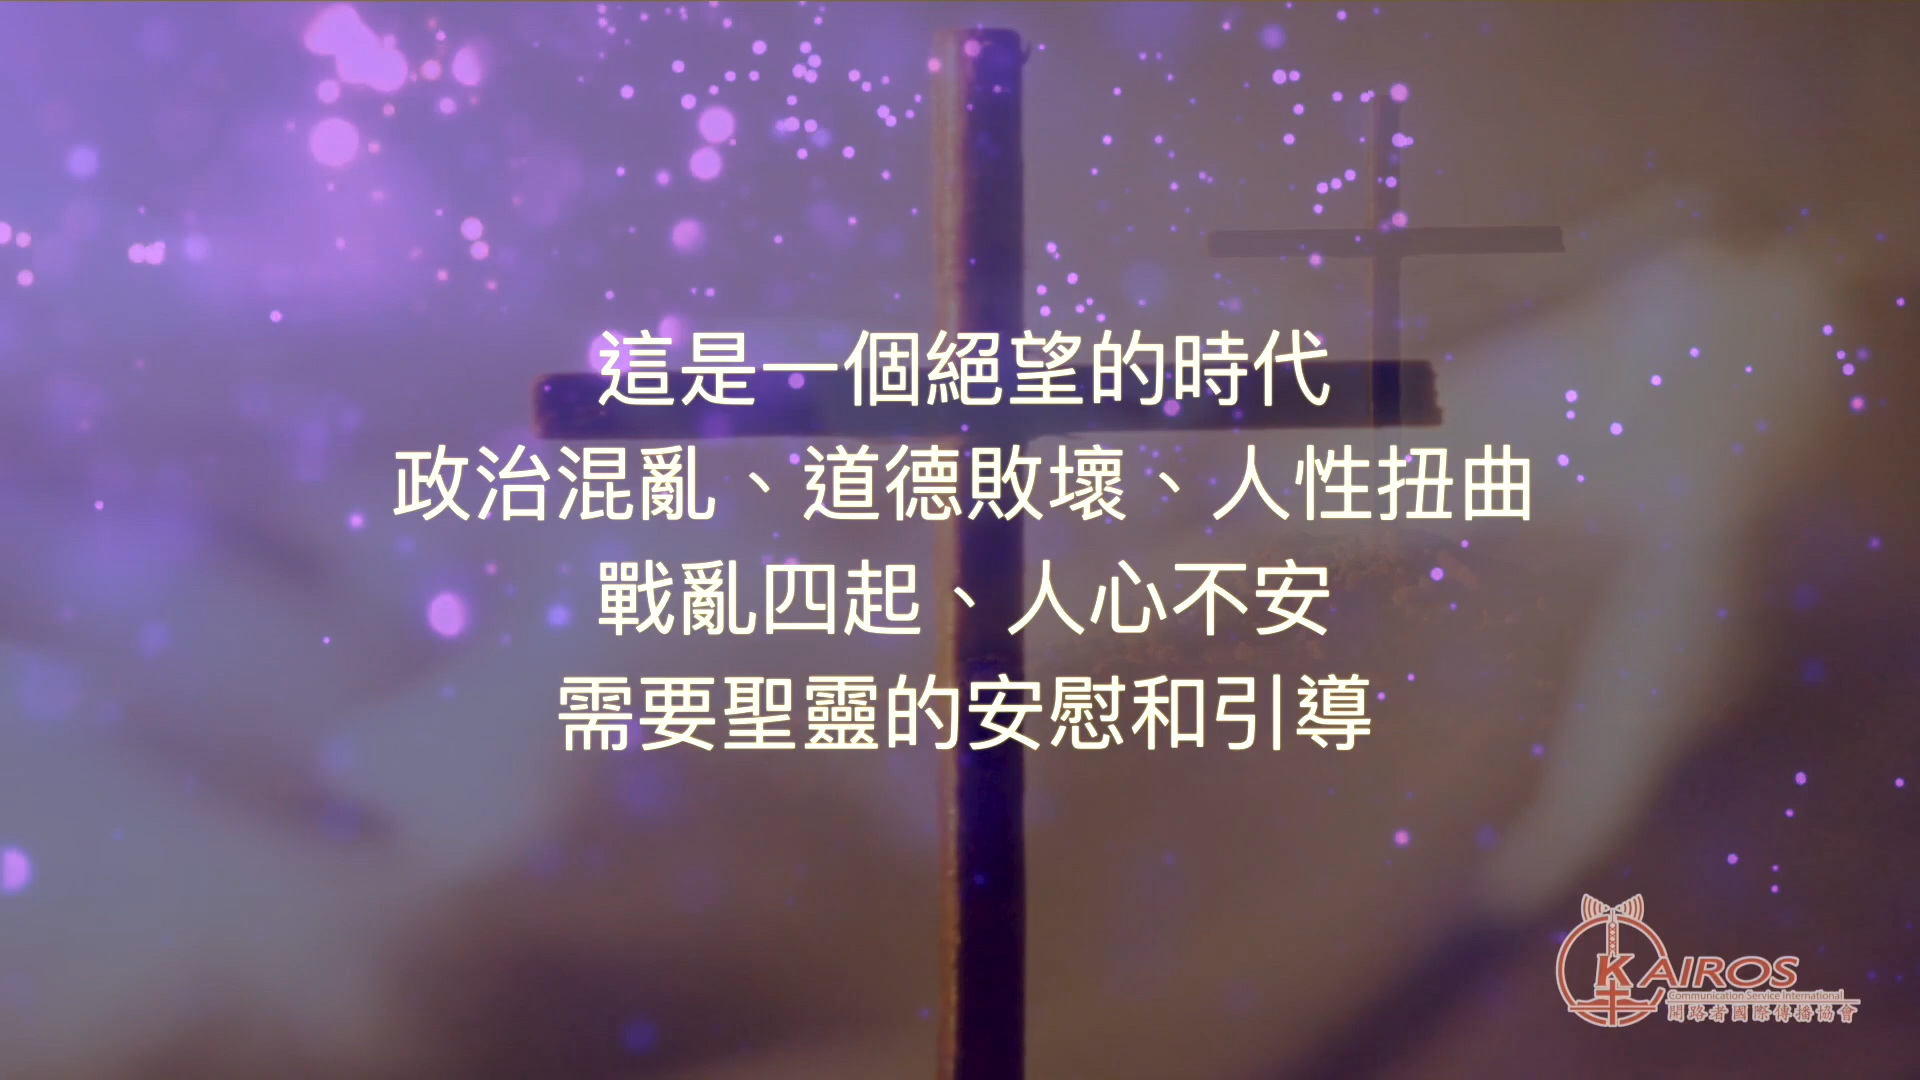 這是一個絕望的時代
政治混亂、道德敗壞、人性扭曲
戰亂四起、人心不安
需要聖靈的安慰和引導
KAIROS
Communication Service International
開路者國際傳播協會